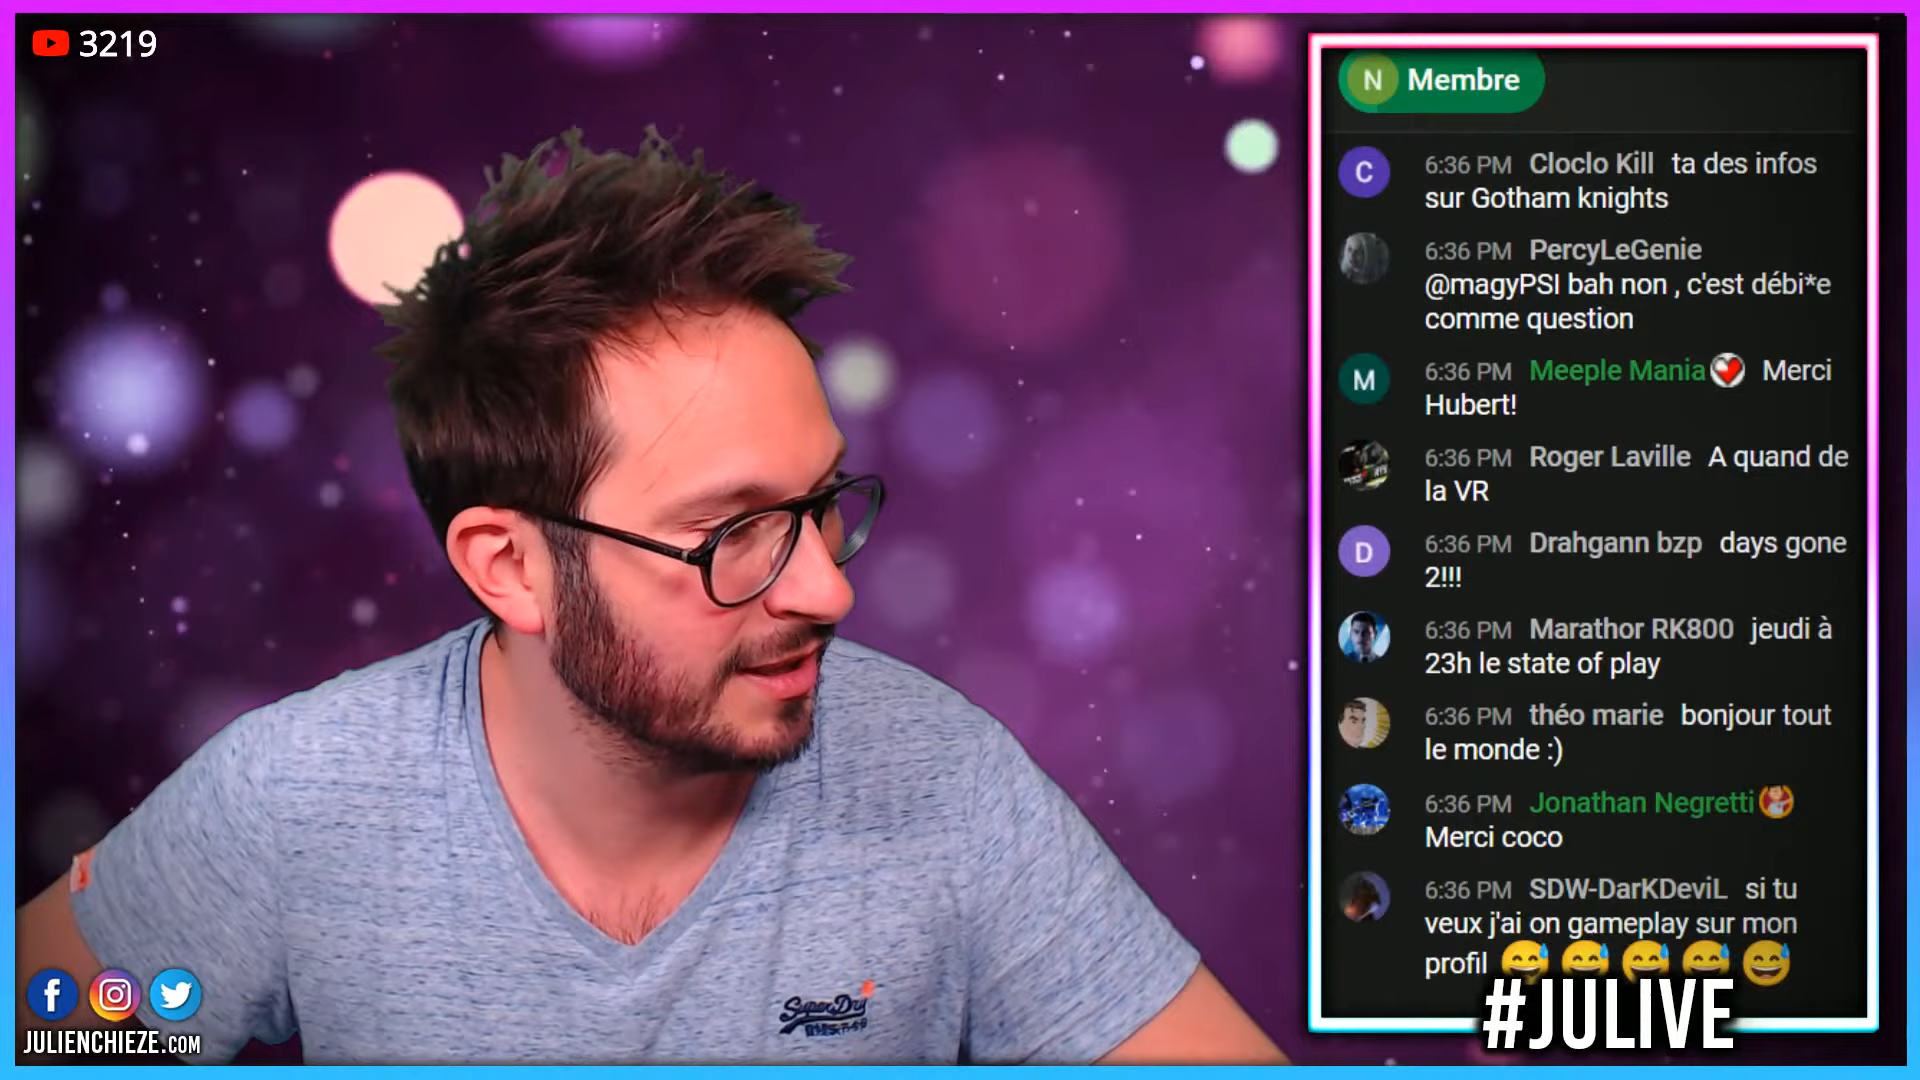 3219
N Membre
C 6:36 PM Cloclo Kill ta des infos
sur Gotham knights
6:36 PM PercyLeGenie
@magyPSI bah non , c'est débi*e
comme question
M 6:36 PM Meeple Mania Merci
Hubert!
6:36 PM Roger Laville A quand de
la VR
D 6:36 PM Drahgann bzp days gone
2!!!
6:36 PM Marathor RK800 jeudi à
23h le state of play
6:36 PM théo marie bonjour tout
le monde :)
6:36 PM Jonathan Negretti
Merci coco
6:36 PM SDW-DarKDeviL si tu
veux j'ai on gameplay sur mon
profil 😅😅😅😅😅
#JULIVE
SuperDry
JULIENCHIEZE.COM